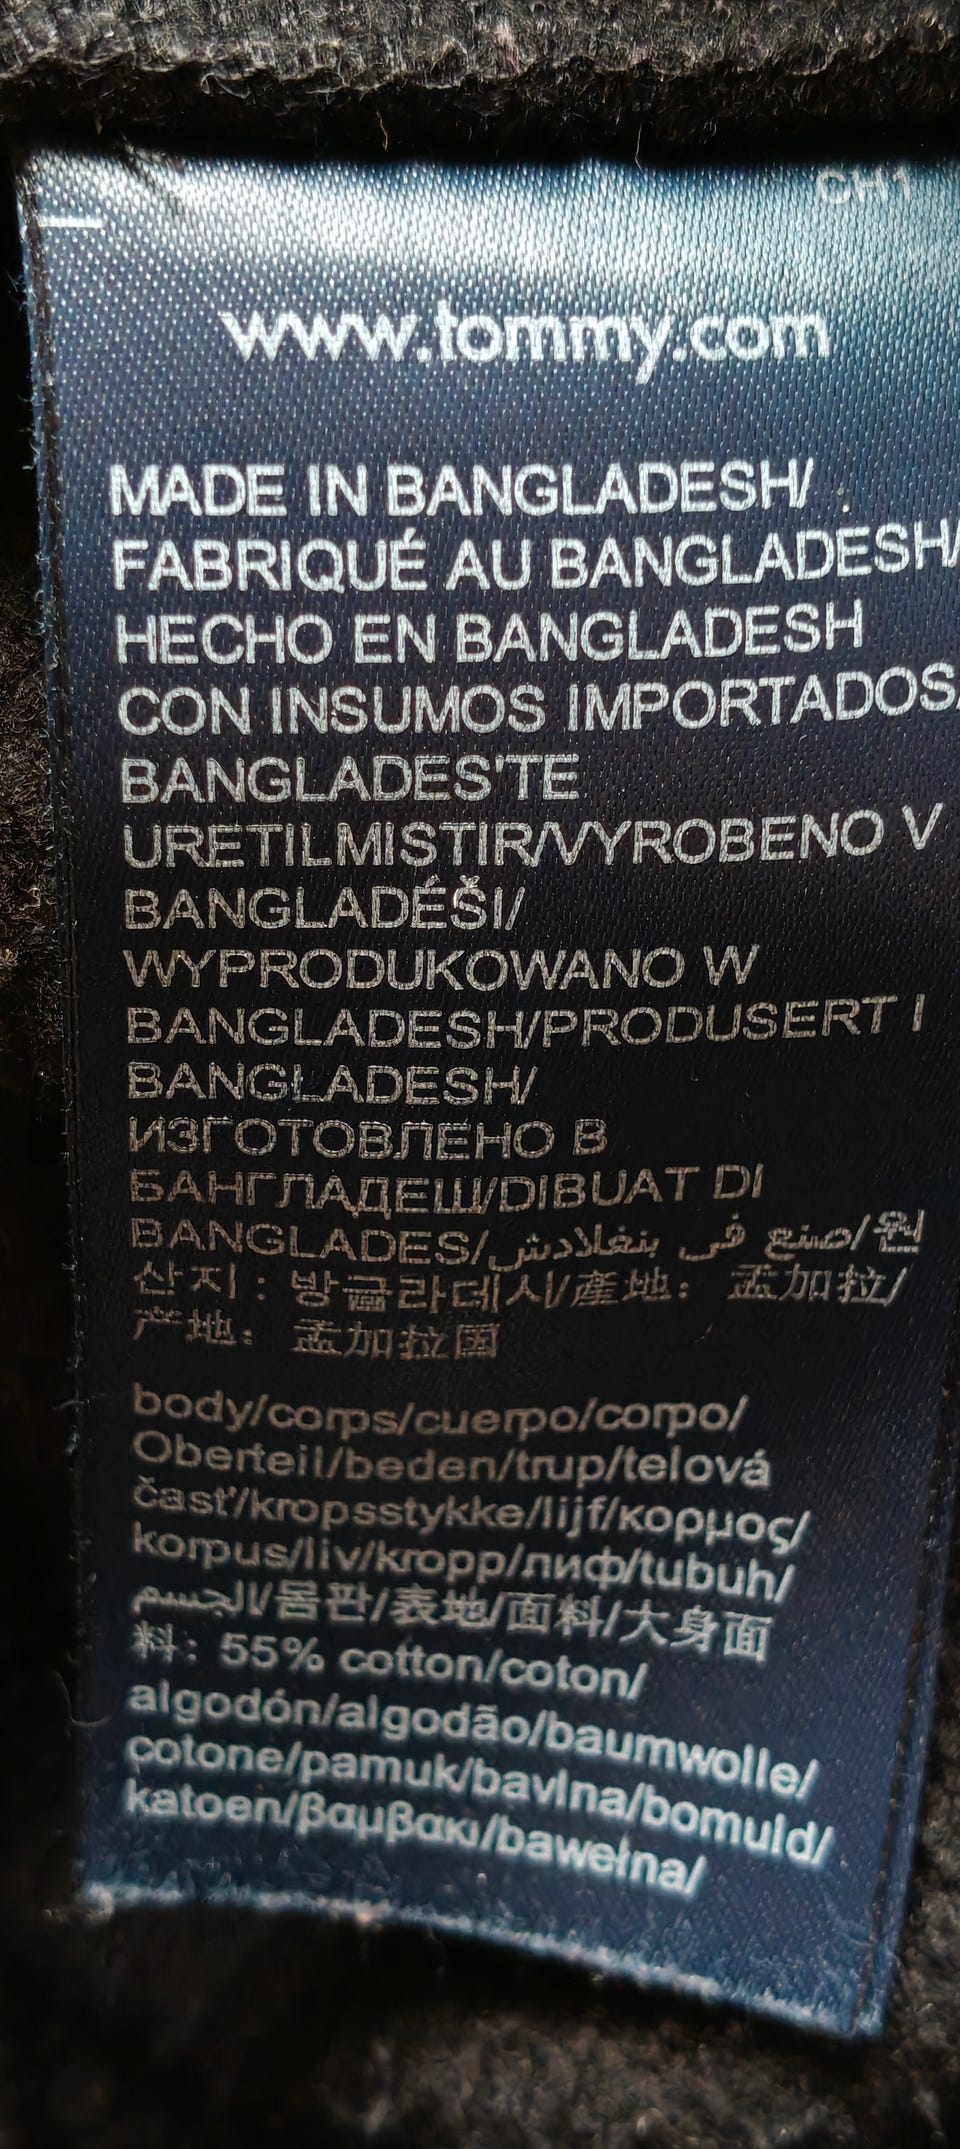 CH1
www.tommy.com
MADE IN BANGLADESH/
FABRIQUÉ AU BANGLADESH/
HECHO EN BANGLADESH
CON INSUMOS IMPORTADOS/
BANGLADES'TE
URETILMISTIR/VYROBENO V
BANGLADÉŠI/
WYPRODUKOWANO W
BANGLADESH/PRODUSERT I
BANGLADESH/
ИЗГОТОВЛЕНО В
БАНГЛАДЕШ/DIBUAT DI
BANGLADES/صنع في بنغلادش/원
산지 : 방글라데시/產地: 孟加拉/
产地: 孟加拉国
body/corps/cuerpo/corpo/
Oberteil/beden/trup/telová
časť/kropsstykke/lijf/κορμος/
korpus/liv/kropp/лиф/tubuh/
الجسم/몸판/表地/面料/大身面
料: 55% cotton/coton/
algodón/algodão/baumwolle/
cotone/pamuk/bavlna/bomuld/
katoen/βαμβακι/bawełna/